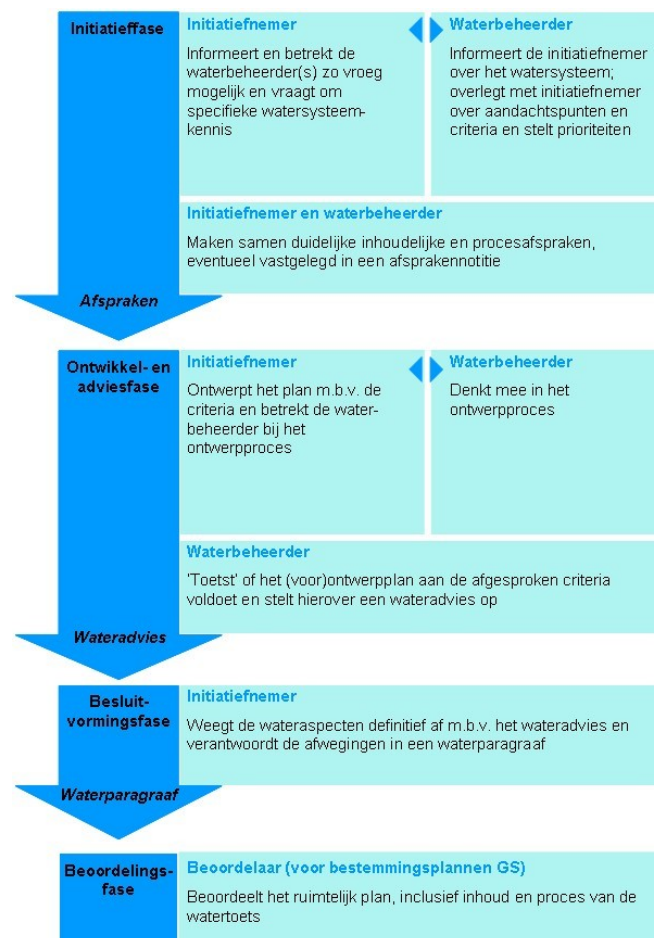 Initiatieffase
Initiatiefnemer
Informeert en betrekt de
waterbeheerder(s) zo vroeg
mogelijk en vraagt om
specifieke watersysteem-
kennis
Waterbeheerder
Informeert de initiatiefnemer
over het watersysteem;
overlegt met initiatiefnemer
over aandachtspunten en
criteria en stelt prioriteiten
Initiatiefnemer en waterbeheerder
Maken samen duidelijke inhoudelijke en procesafspraken,
eventueel vastgelegd in een afsprakennotitie
Afspraken
Ontwikkel- en
adviesfase
Initiatiefnemer
Ontwerpt het plan m.b.v. de
criteria en betrekt de water-
beheerder bij het
ontwerpproces
Waterbeheerder
Denkt mee in het
ontwerpproces
Waterbeheerder
'Toetst' of het (voor)ontwerpplan aan de afgesproken criteria
voldoet en stelt hierover een wateradvies op
Wateradvies
Besluit-
vormingsfase
Initiatiefnemer
Weegt de wateraspecten definitief af m.b.v. het wateradvies en
verantwoordt de afwegingen in een waterparagraaf
Waterparagraaf
Beoordelings-
fase
Beoordelaar (voor bestemmingsplannen GS)
Beoordeelt het ruimtelijk plan, inclusief inhoud en proces van de
watertoets